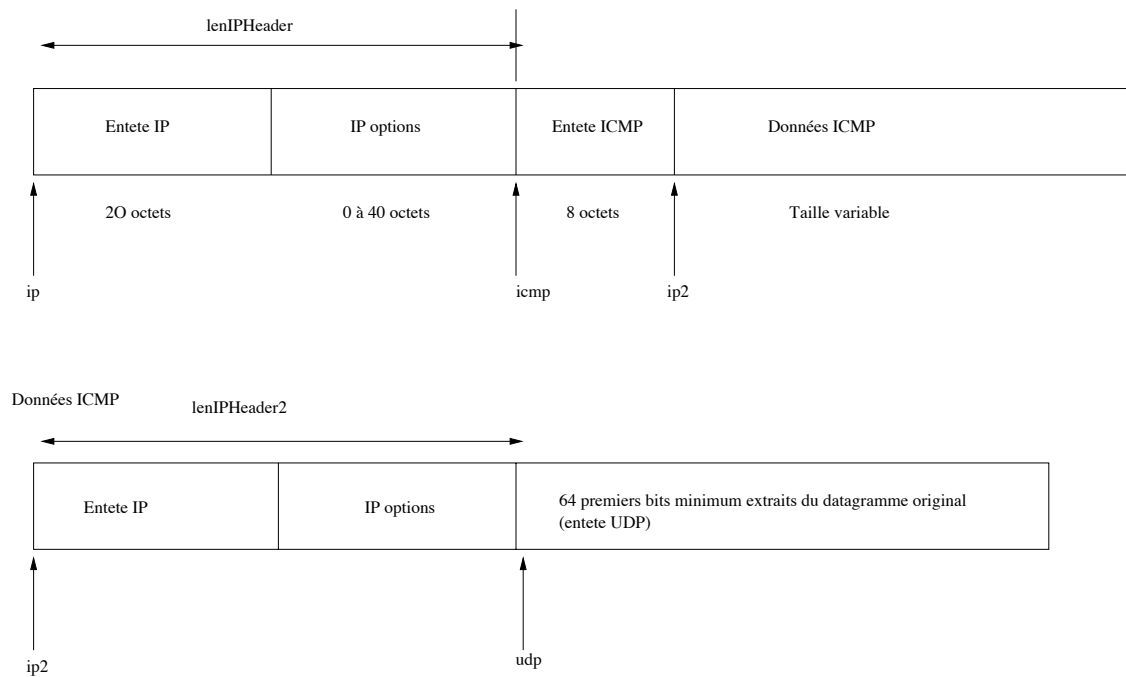 lenIPHeader
Entete IP
IP options
Entete ICMP
Données ICMP
2O octets
0 à 40 octets
8 octets
Taille variable
ip
icmp
ip2
Données ICMP
lenIPHeader2
Entete IP
IP options
64 premiers bits minimum extraits du datagramme original
(entete UDP)
ip2
udp